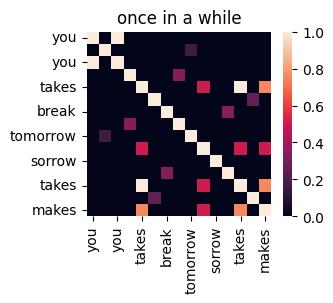 once in a while
you
you
takes
break
tomorrow
sorrow
takes
makes
1.0
0.8
0.6
0.4
0.2
0.0
you
you
takes
break
tomorrow
sorrow
takes
makes